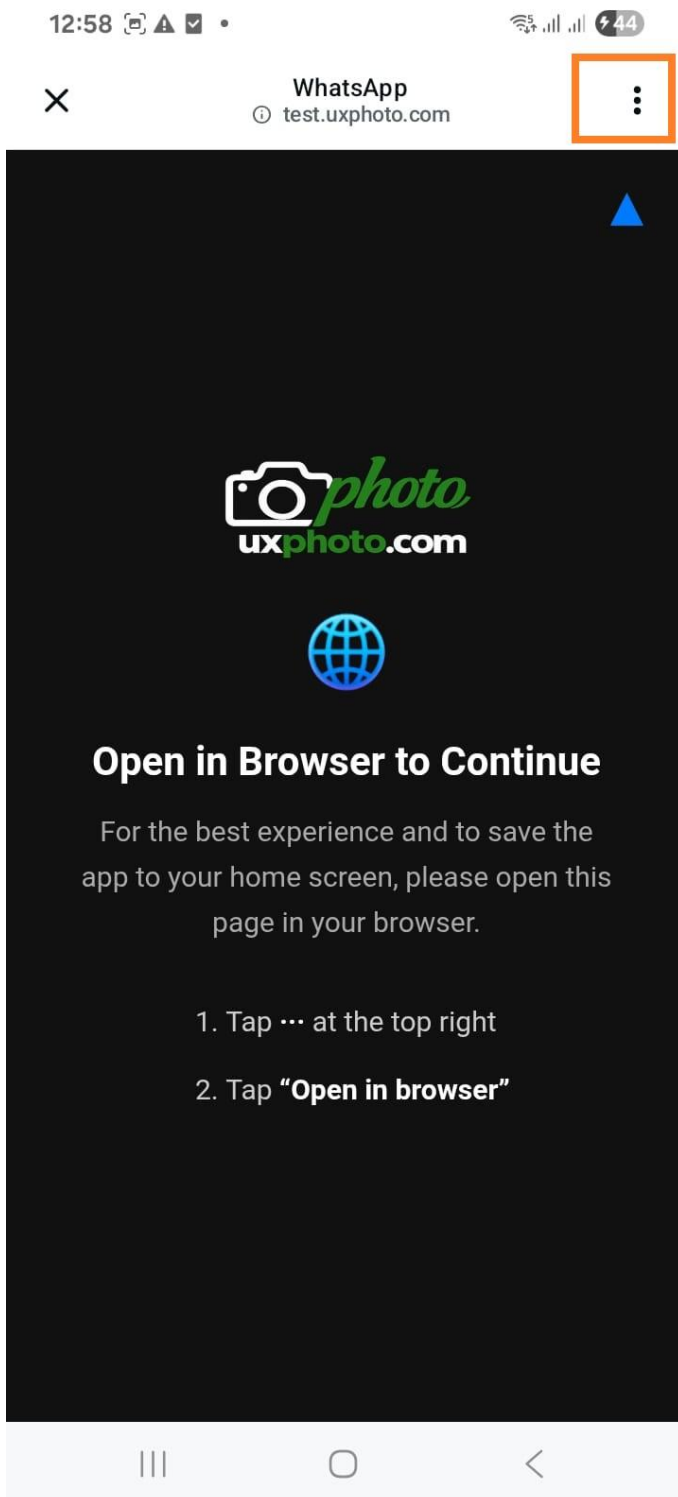 12:58
44
WhatsApp
test.uxphoto.com
photo
uxphoto.com
Open in Browser to Continue
For the best experience and to save the
app to your home screen, please open this
page in your browser.
1. Tap ··· at the top right
2. Tap “Open in browser”